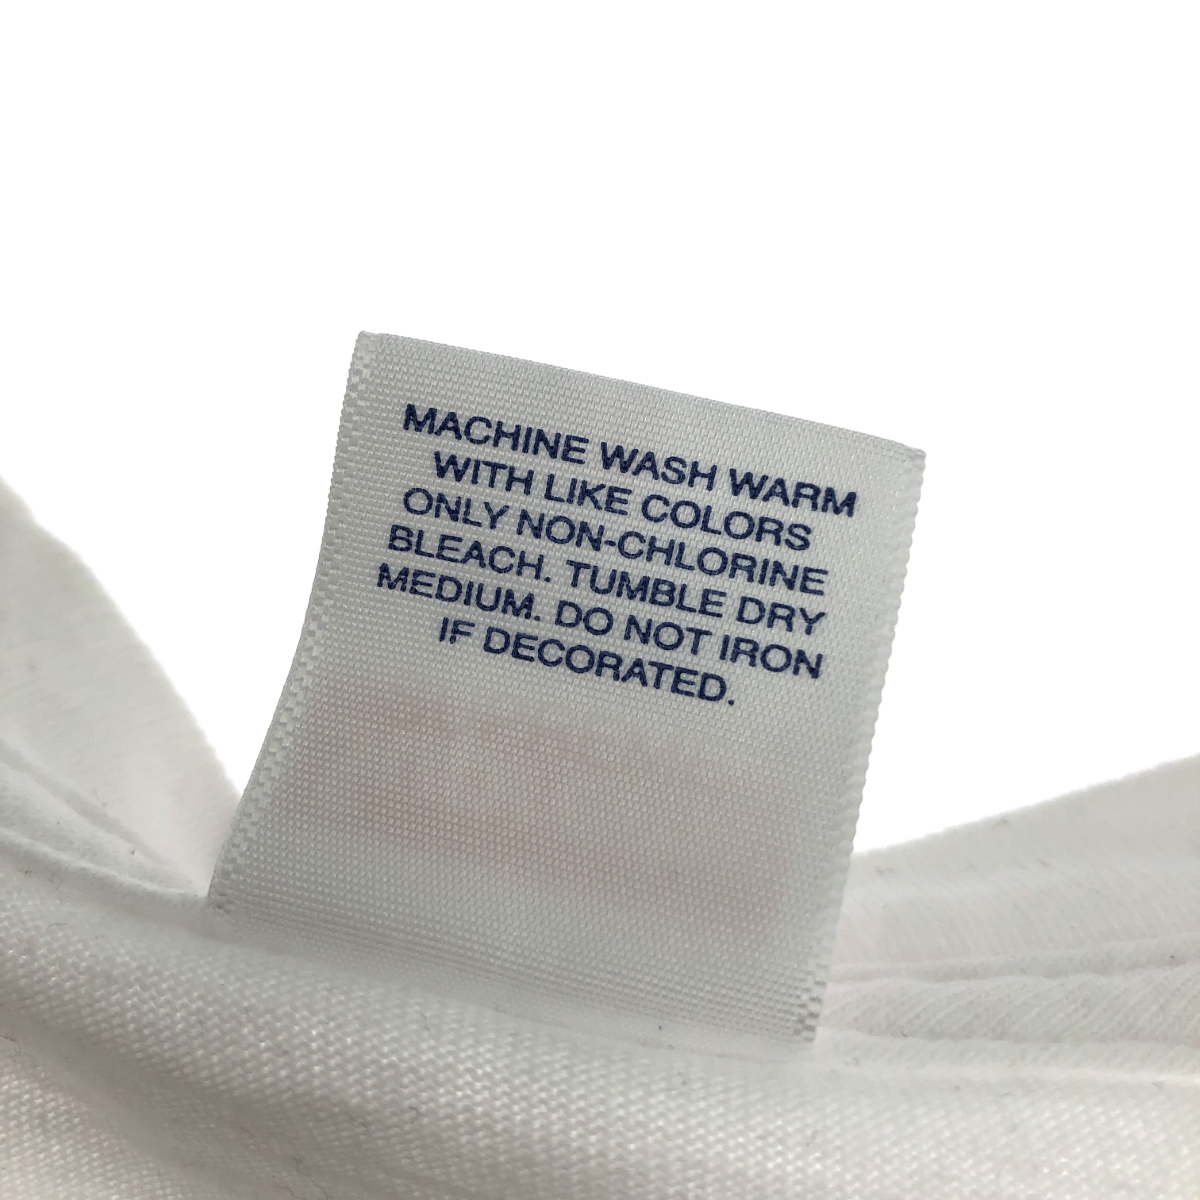 MACHINE WASH WARM
WITH LIKE COLORS
ONLY NON-CHLORINE
BLEACH. TUMBLE DRY
MEDIUM. DO NOT IRON
IF DECORATED.